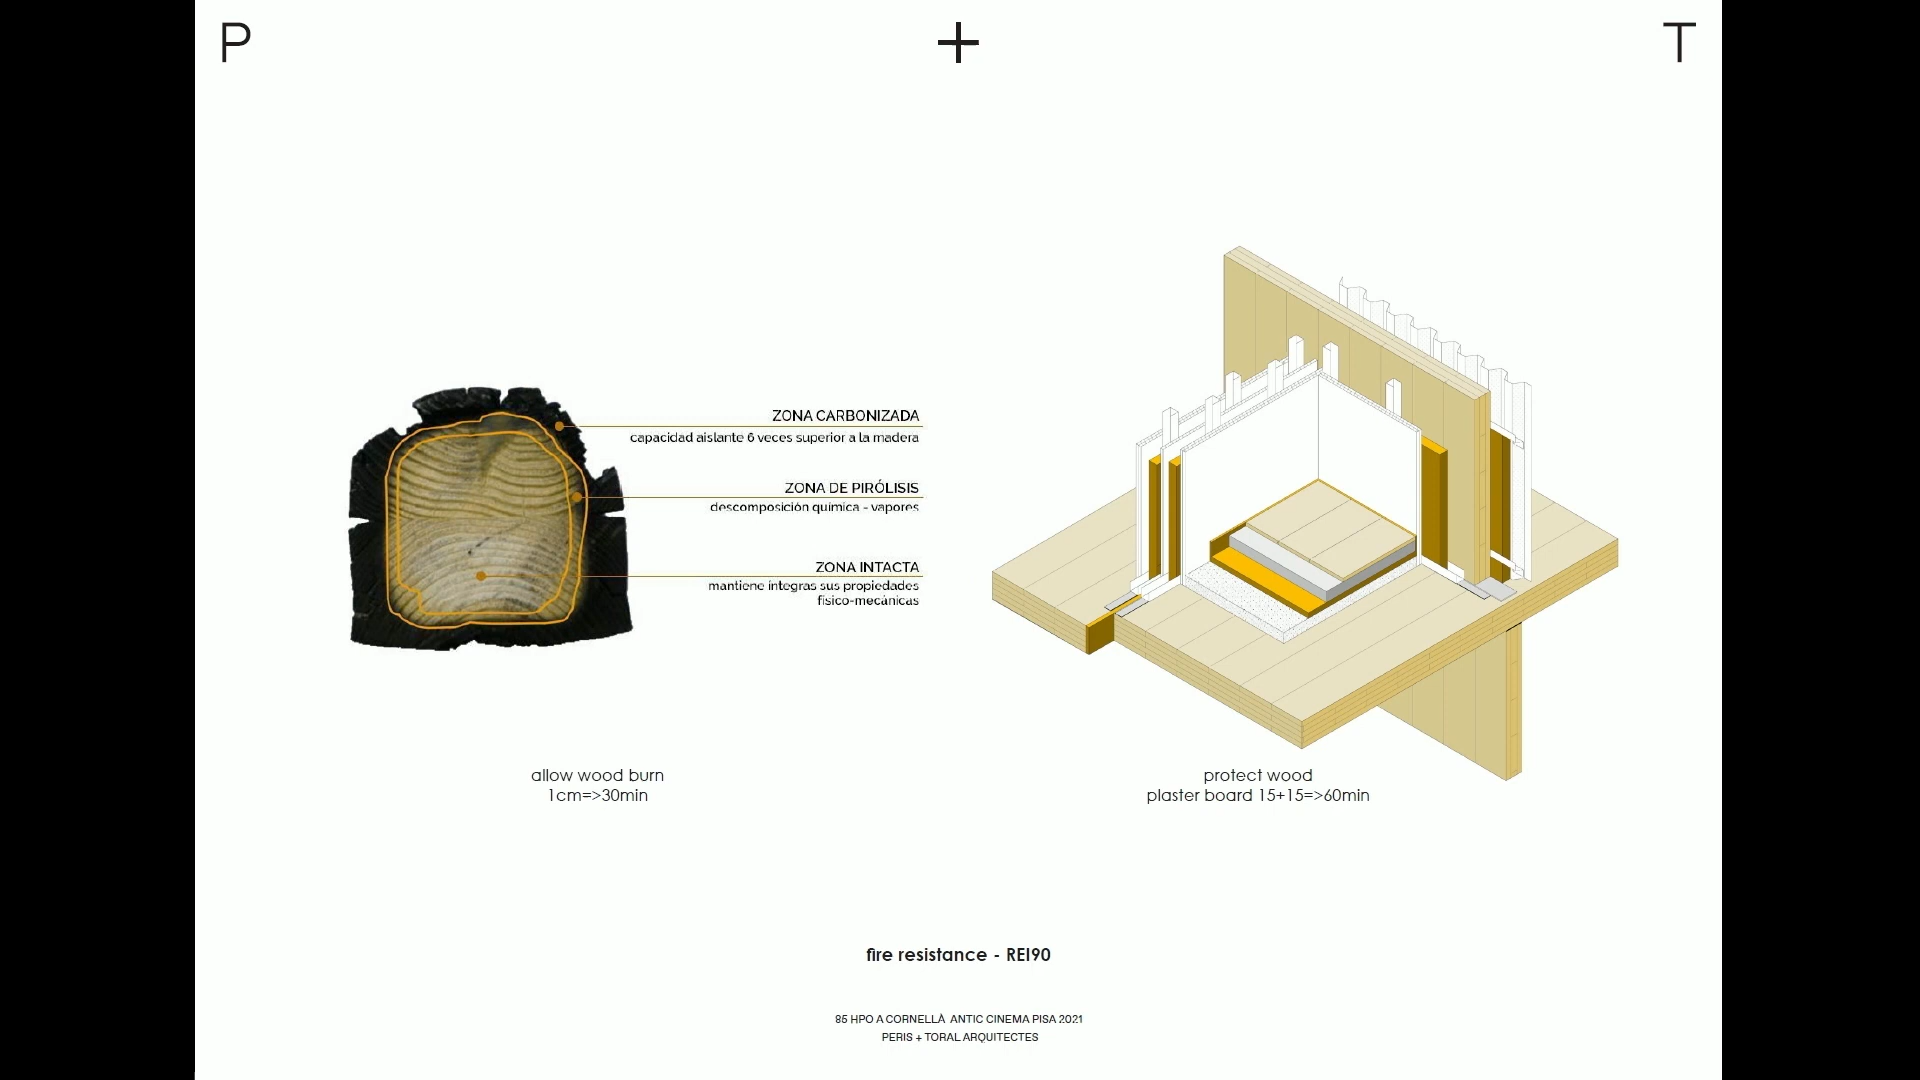 P + T
ZONA CARBONIZADA
capacidad aislante 6 veces superior a la madera
ZONA DE PIRÓLISIS
descomposición química - vapores
ZONA INTACTA
mantiene íntegras sus propiedades
físico-mecánicas
allow wood burn
1cm=>30min
protect wood
plaster board 15+15=>60min
fire resistance - REI90
85 HPO A CORNELLÀ ANTIC CINEMA PISA 2021
PERIS + TORAL ARQUITECTES